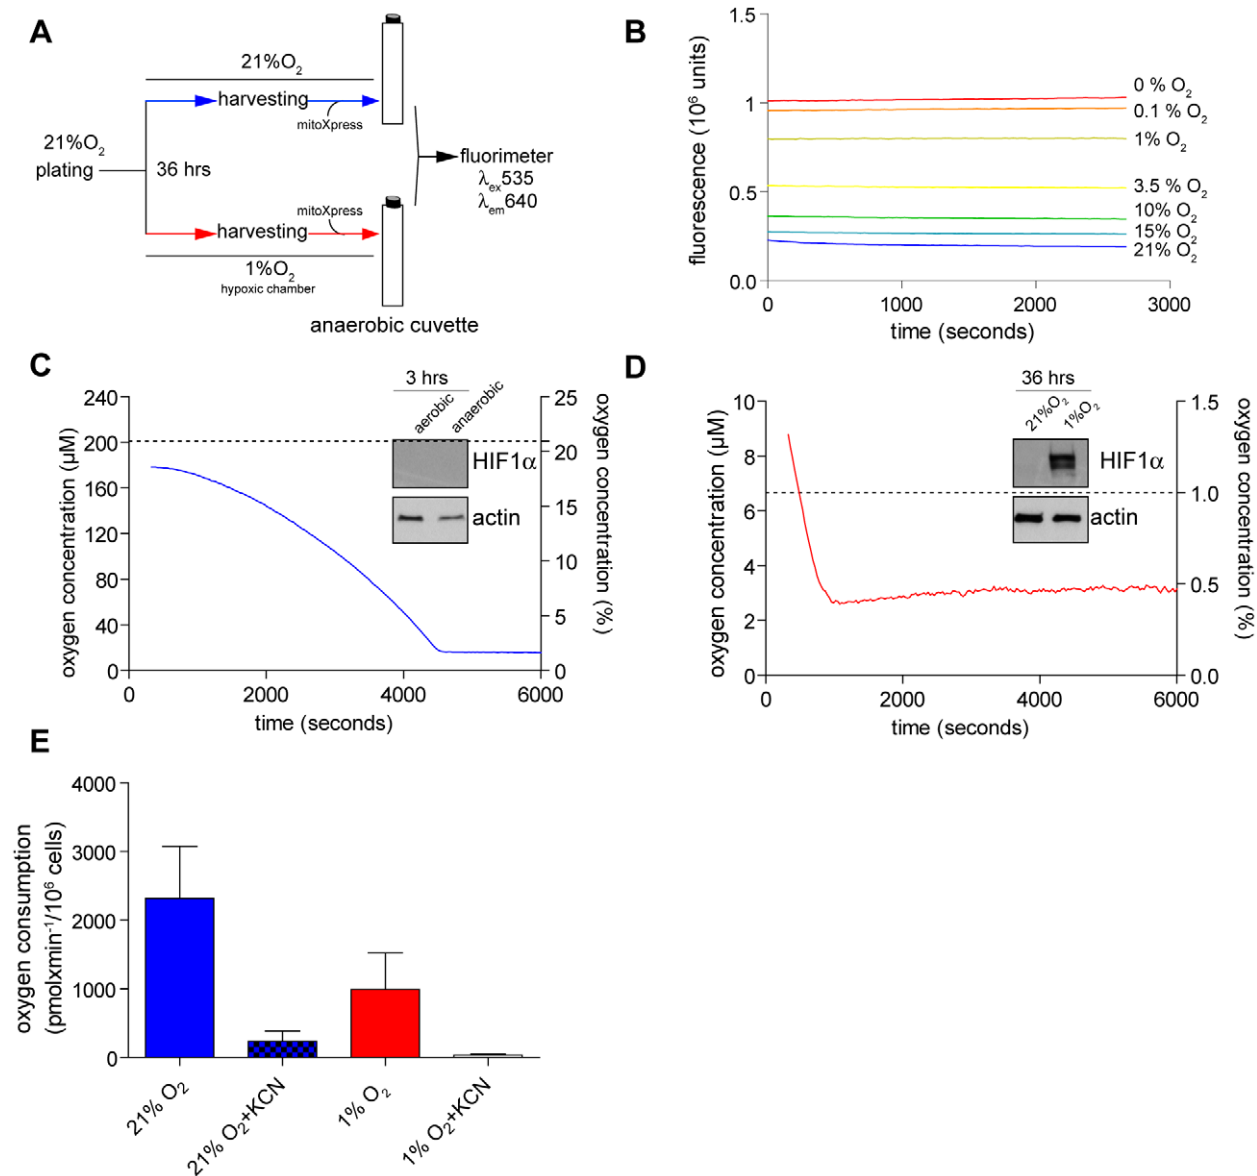 A
21%O2
harvesting
mitoXpress
21%O2
plating
36 hrs
fluorimeter
λex535
λem640
mitoXpress
harvesting
1%O2
hypoxic chamber
anaerobic cuvette
B
fluorescence (10⁶ units)
1.5
1
0.5
0.0
0
1000
2000
3000
time (seconds)
0 % O2
0.1 % O2
1% O2
3.5 % O2
10% O2
15% O2
21% O2
C
oxygen concentration (µM)
240
200
160
120
80
40
0
0
2000
4000
6000
time (seconds)
25
20
15
10
5
0
oxygen concentration (%)
3 hrs
aerobic
anaerobic
HIF1α
actin
D
oxygen concentration (µM)
10
8
6
4
2
0
0
2000
4000
6000
time (seconds)
1.5
1.0
0.5
0.0
oxygen concentration (%)
36 hrs
21%O2
1%O2
HIF1α
actin
E
oxygen consumption
(pmolxmin⁻¹/10⁶ cells)
4000
3000
2000
1000
0
21% O2
21% O2+KCN
1% O2
1% O2+KCN